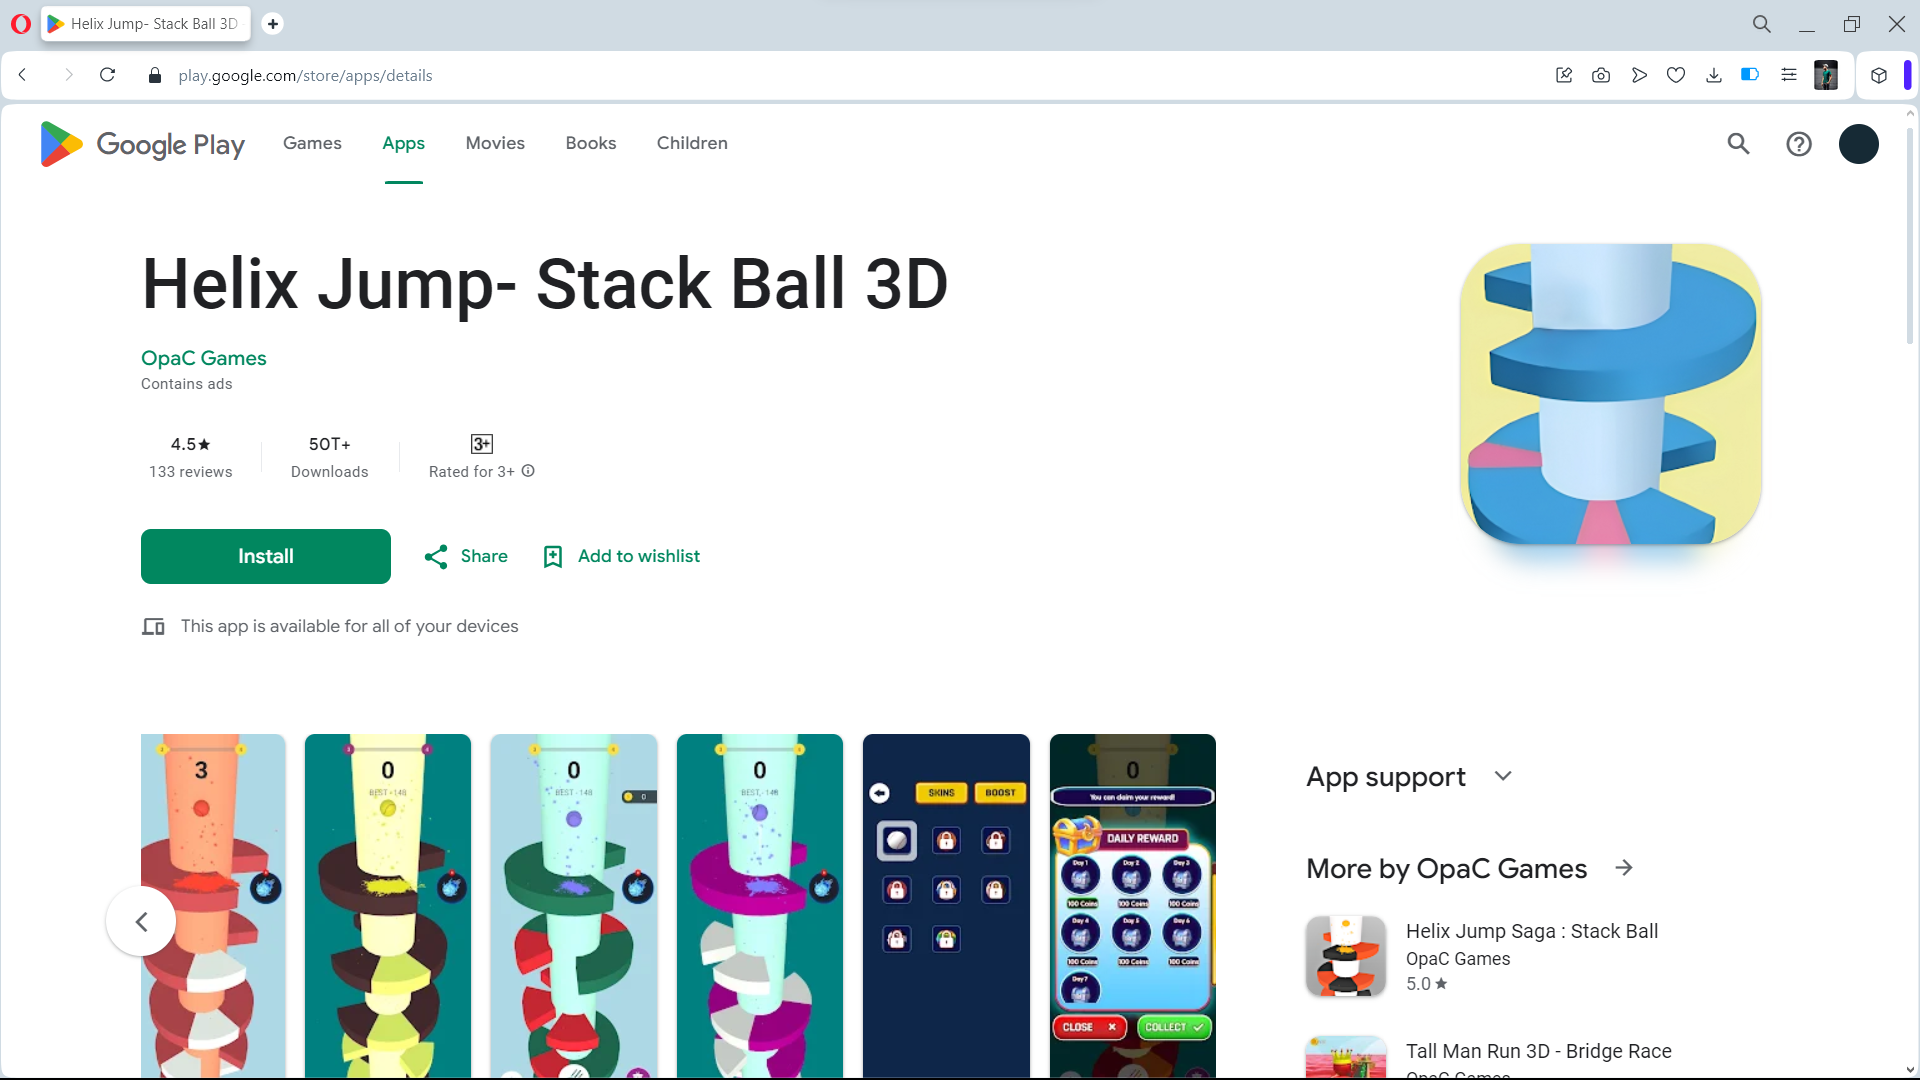 Helix Jump- Stack Ball 3D
play.google.com/store/apps/details
Google Play
Games
Apps
Movies
Books
Children
Helix Jump- Stack Ball 3D
OpaC Games
Contains ads
4.5★
133 reviews
50T+
Downloads
3+
Rated for 3+
Install
Share
Add to wishlist
This app is available for all of your devices
3
0
BEST - 148
0
BEST - 148
0
0
BEST - 148
SKINS
BOOST
0
You can claim your reward!
DAILY REWARD
Day 1
Day 2
Day 3
100 Coins
100 Coins
100 Coins
Day 4
Day 5
Day 6
100 Coins
100 Coins
100 Coins
Day 7
CLOSE
COLLECT
App support
More by OpaC Games
Helix Jump Saga : Stack Ball
OpaC Games
5.0★
Tall Man Run 3D - Bridge Race
OpaC Games